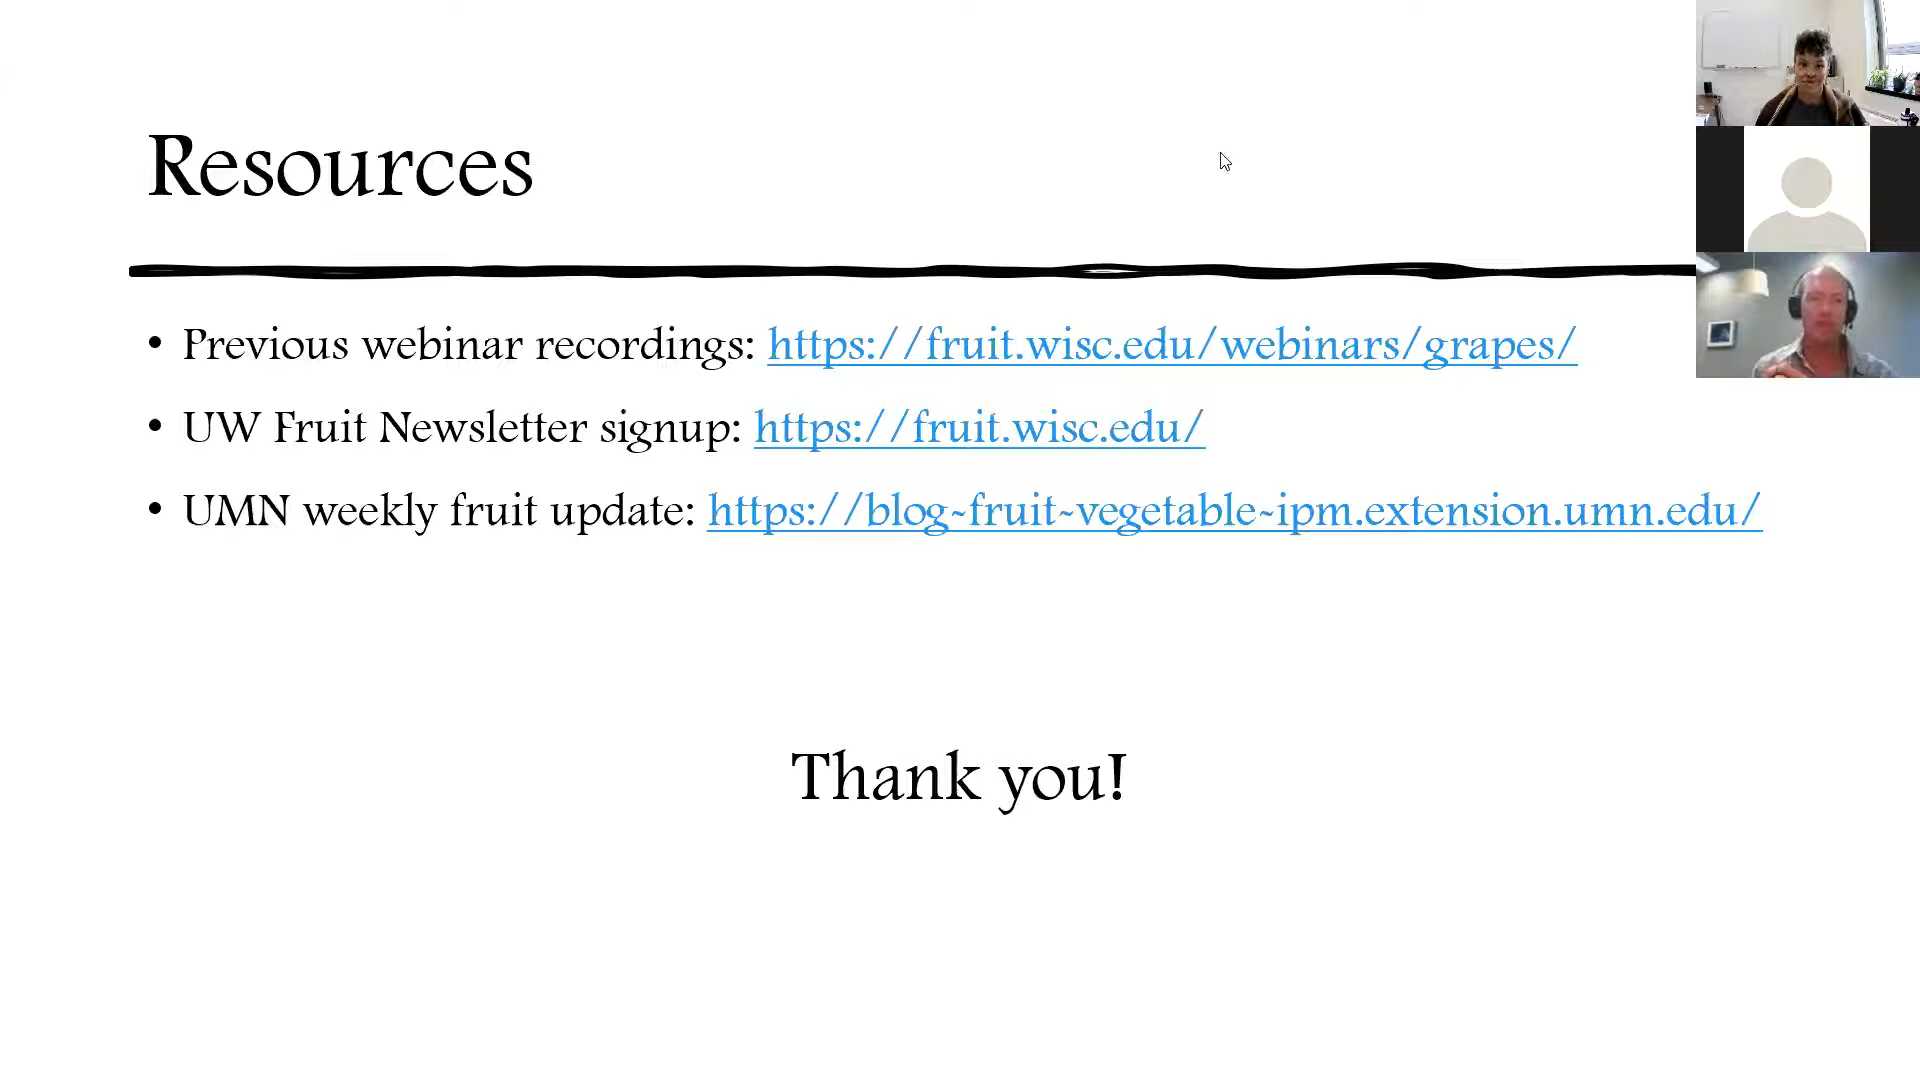 Resources
• Previous webinar recordings: https://fruit.wisc.edu/webinars/grapes/
• UW Fruit Newsletter signup: https://fruit.wisc.edu/
• UMN weekly fruit update: https://blog-fruit-vegetable-ipm.extension.umn.edu/
Thank you!